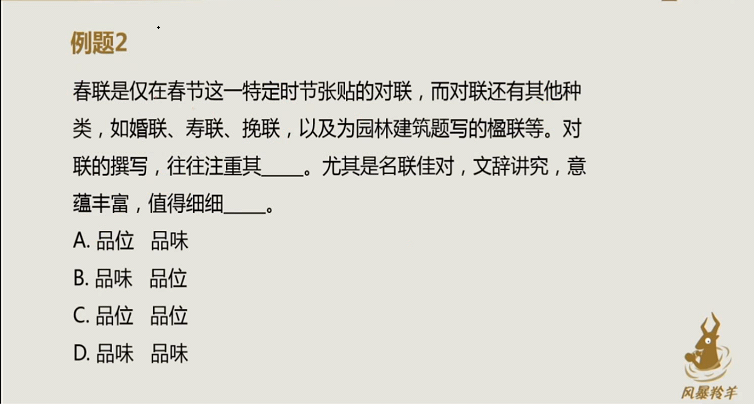 例题2
春联是仅在春节这一特定时节张贴的对联，而对联还有其他种
类，如婚联、寿联、挽联，以及为园林建筑题写的楹联等。对
联的撰写，往往注重其____。尤其是名联佳对，文辞讲究，意
蕴丰富，值得细细____。
A. 品位 品味
B. 品味 品位
C. 品位 品位
D. 品味 品味
风暴羚羊